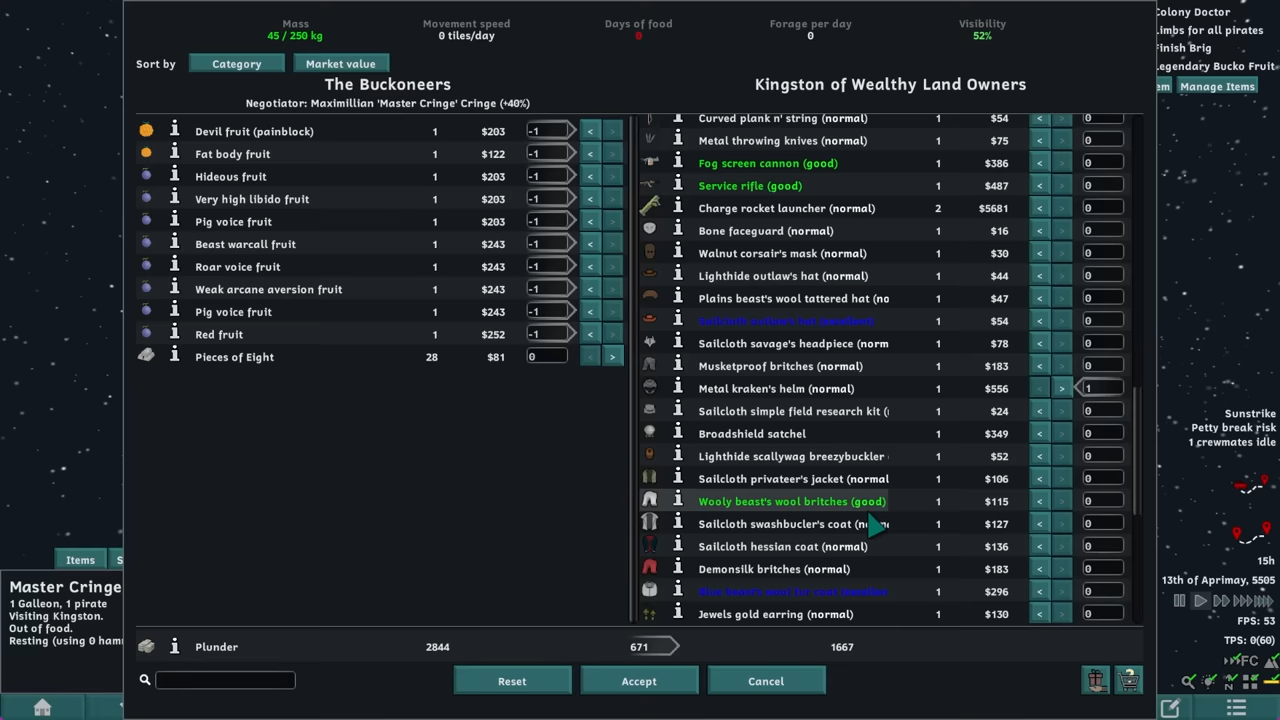 Mass
45 / 250 kg
Movement speed
0 tiles/day
Days of food
0
Forage per day
0
Visibility
52%
Sort by
Category
Market value
The Buckoneers
Negotiator: Maximillian 'Master Cringe' Cringe (+40%)
Kingston of Wealthy Land Owners
Devil fruit (painblock) 1 $203 -1 < >
Fat body fruit 1 $122 -1 < >
Hideous fruit 1 $203 -1 < >
Very high libido fruit 1 $203 -1 < >
Pig voice fruit 1 $203 -1 < >
Beast warcall fruit 1 $243 -1 < >
Roar voice fruit 1 $243 -1 < >
Weak arcane aversion fruit 1 $243 -1 < >
Pig voice fruit 1 $243 -1 < >
Red fruit 1 $252 -1 < >
Pieces of Eight 28 $81 0 < >
Curved plank n' string (normal) 1 $54 < > 0
Metal throwing knives (normal) 1 $75 < > 0
Fog screen cannon (good) 1 $386 < > 0
Service rifle (good) 1 $487 < > 0
Charge rocket launcher (normal) 2 $5681 < > 0
Bone faceguard (normal) 1 $16 < > 0
Walnut corsair's mask (normal) 1 $30 < > 0
Lighthide outlaw's hat (normal) 1 $44 < > 0
Plains beast's wool tattered hat (no 1 $47 < > 0
Sailcloth outlaw's hat (excellent) 1 $54 < > 0
Sailcloth savage's headpiece (norm 1 $78 < > 0
Musketproof britches (normal) 1 $183 < > 0
Metal kraken's helm (normal) 1 $556 < > 1
Sailcloth simple field research kit ( 1 $24 < > 0
Broadshield satchel 1 $349 < > 0
Lighthide scallywag breezybuckler 1 $52 < > 0
Sailcloth privateer's jacket (normal 1 $106 < > 0
Wooly beast's wool britches (good) 1 $115 < > 0
Sailcloth swashbucler's coat (no 1 $127 < > 0
Sailcloth hessian coat (normal) 1 $136 < > 0
Demonsilk britches (normal) 1 $183 < > 0
Blue beast's wool fur coat 1 $296 < > 0
Jewels gold earring (normal) 1 $130 < > 0
Plunder 2844 671 1667
Reset
Accept
Cancel
Colony Doctor
Limbs for all pirates
Finish Brig
Legendary Bucko Fruit
em
Manage Items
Sunstrike
Petty break risk
1 crewmates idle
15h
13th of Aprimay, 5505
FPS: 53
TPS: 0(60)
FC
Items
S
Master Cringe
1 Galleon, 1 pirate
Visiting Kingston.
Out of food.
Resting (using 0 ham